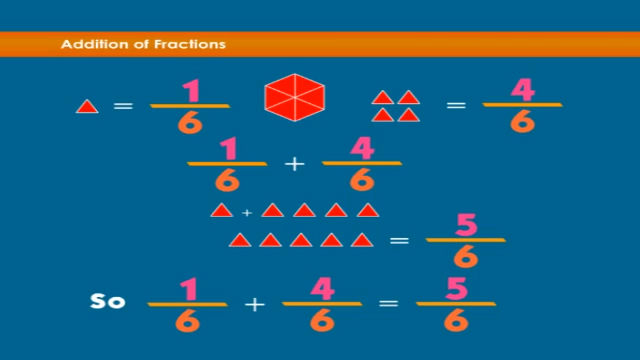 Addition of Fractions
= 1/6 = 4/6
1/6 + 4/6
+
= 5/6
So 1/6 + 4/6 = 5/6